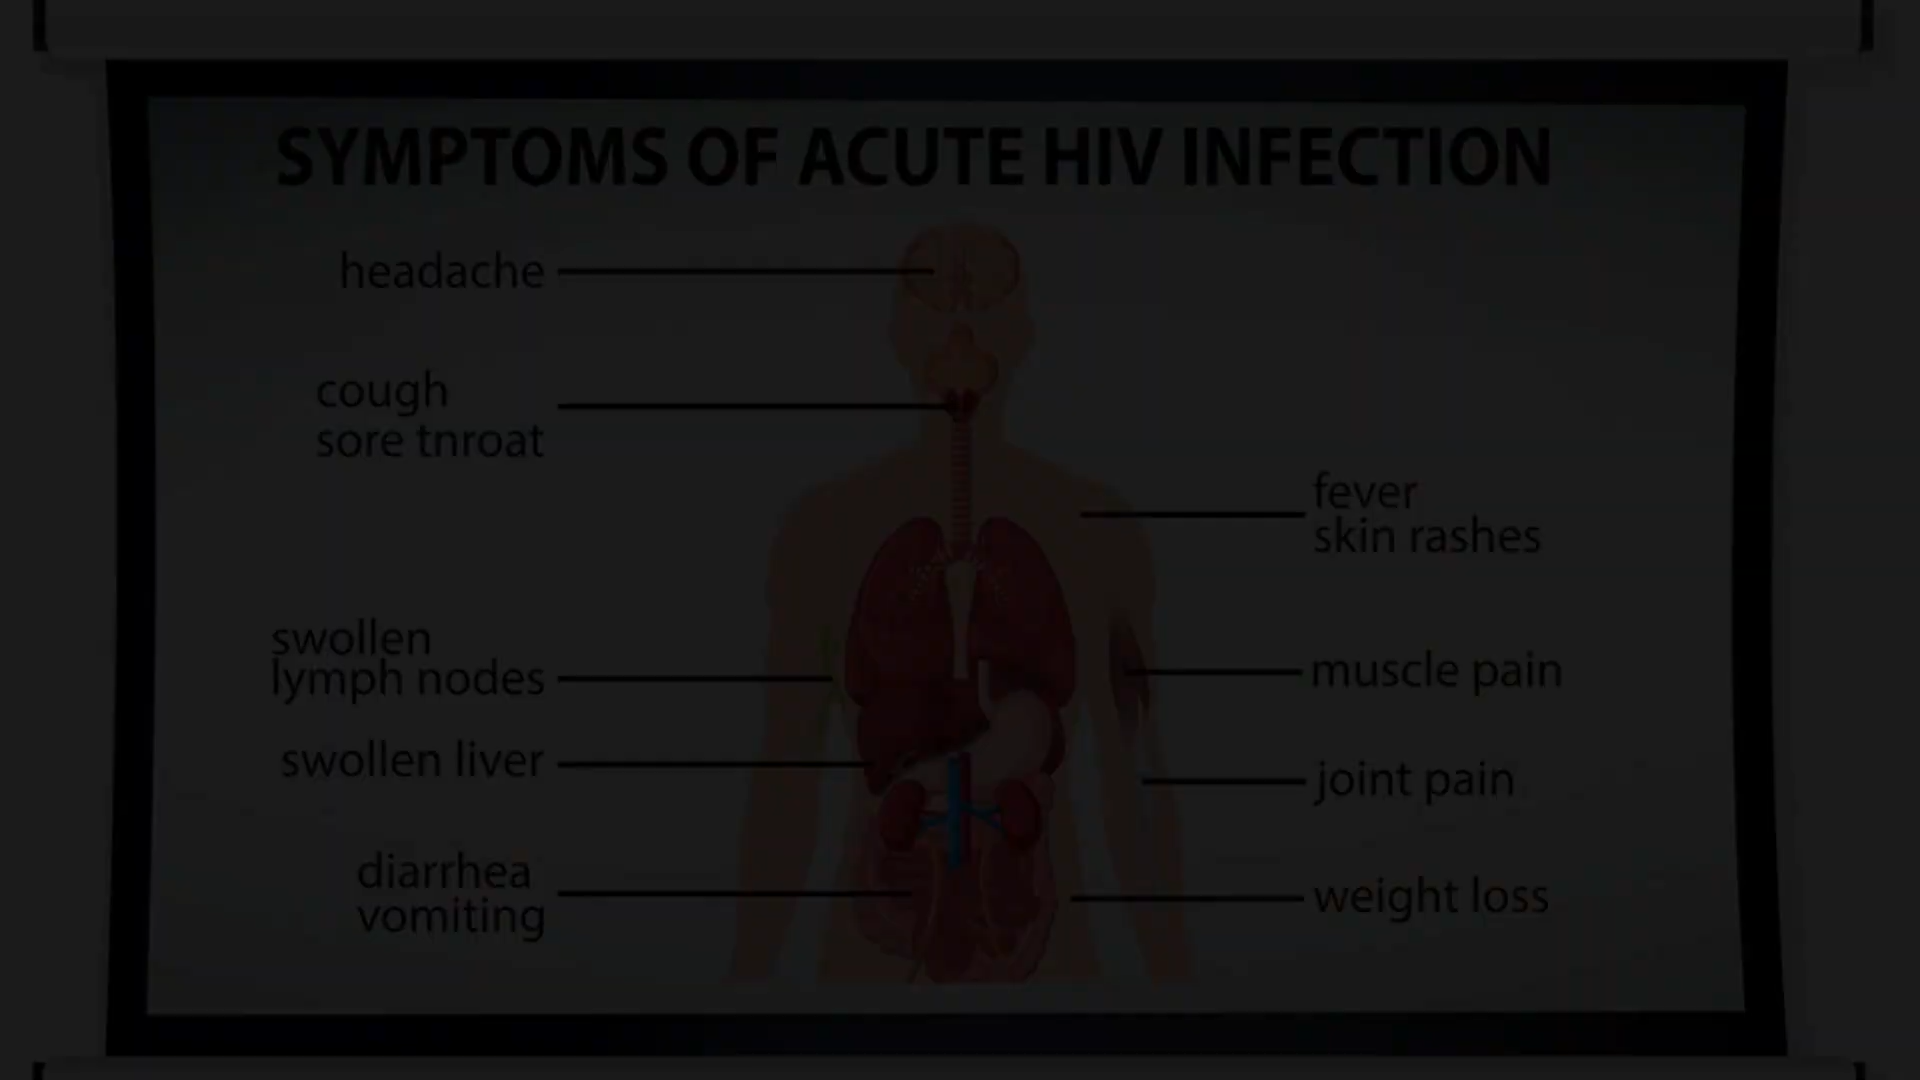 SYMPTOMS OF ACUTE HIV INFECTION
headache
cough
sore tnroat
swollen
lymph nodes
swollen liver
diarrhea
vomiting
fever
skin rashes
muscle pain
joint pain
weight loss